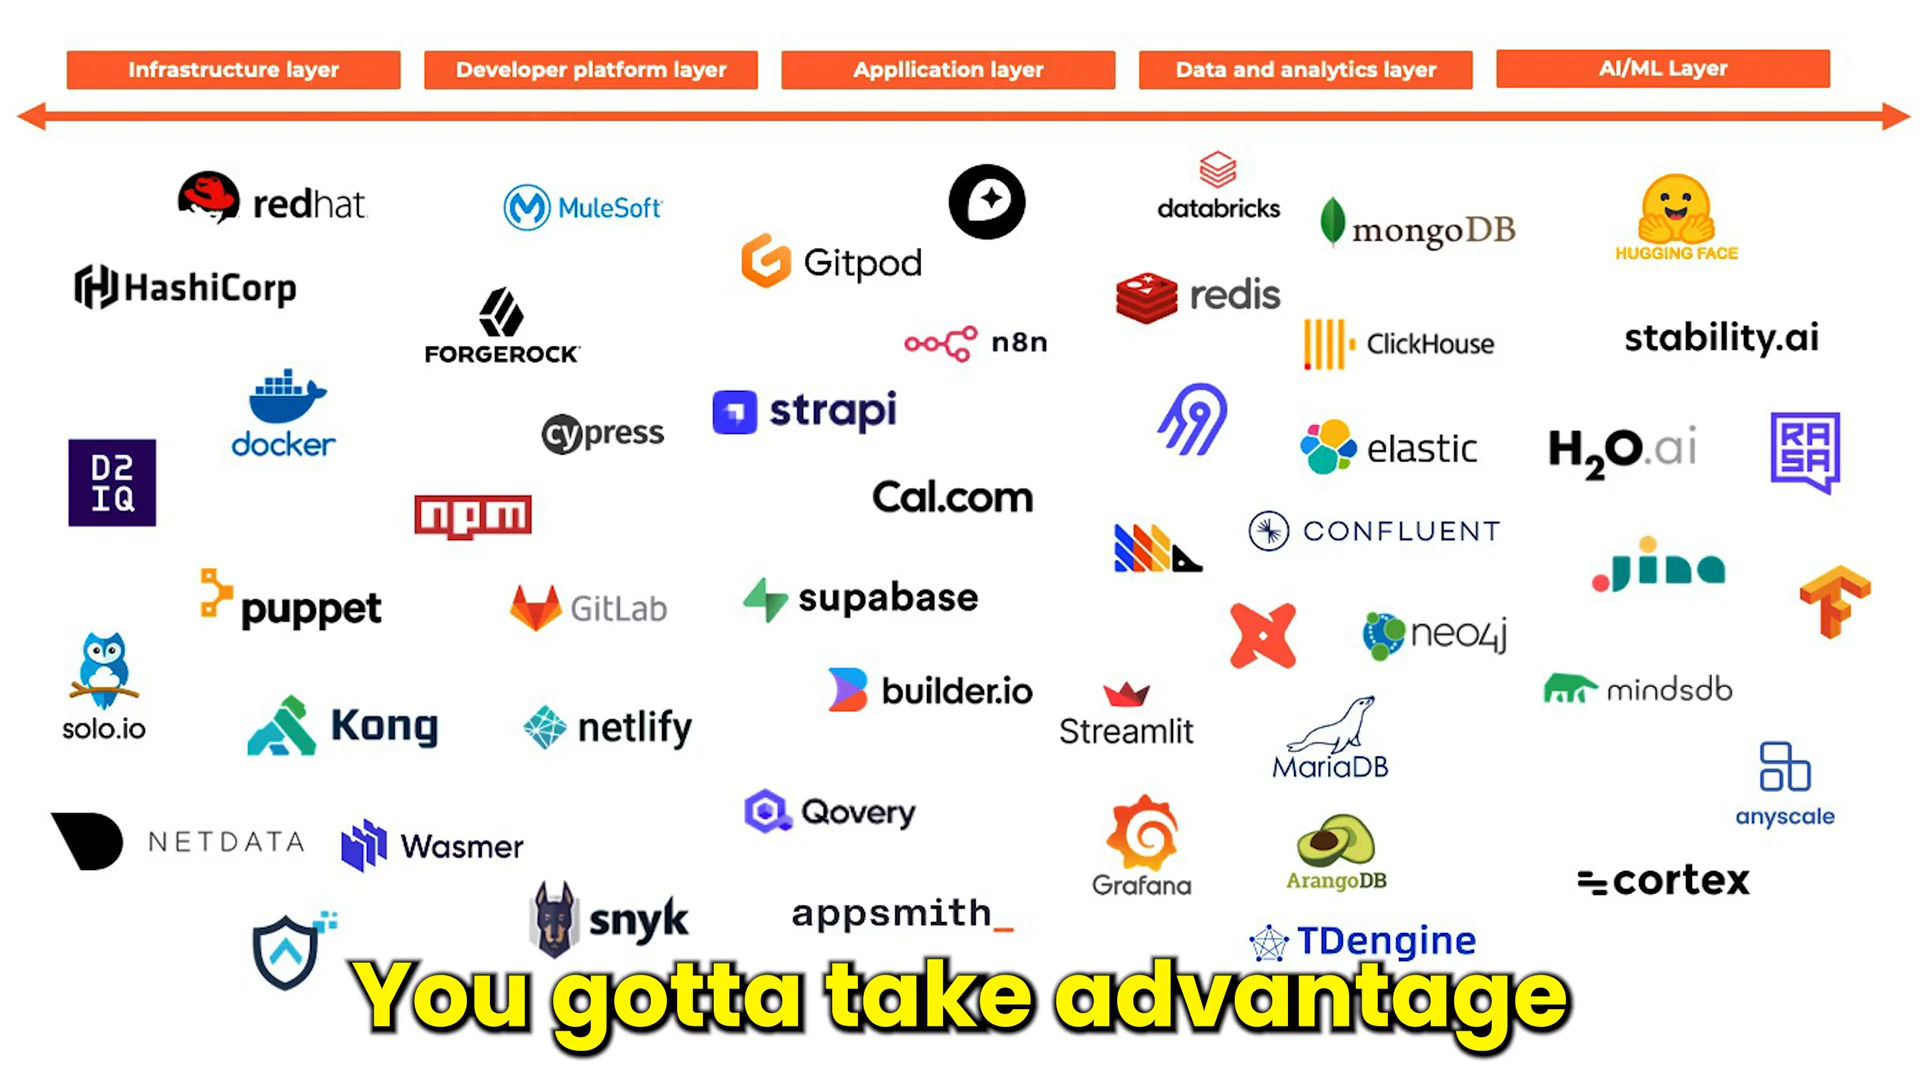 Infrastructure layer
Developer platform layer
Appllication layer
Data and analytics layer
AI/ML Layer
redhat.
MuleSoft
databricks
mongoDB
HUGGING FACE
Gitpod
HashiCorp
redis
FORGEROCK
n8n
ClickHouse
stability.ai
docker
cypress
strapi
elastic
H2O.ai
RA
SA
D2
IQ
npm
Cal.com
CONFLUENT
Jina
puppet
GitLab
supabase
neo4j
solo.io
Kong
netlify
builder.io
Streamlit
MariaDB
mindsdb
anyscale
NETDATA
Wasmer
Qovery
Grafana
ArangoDB
cortex
snyk
appsmith_
TDengine
You gotta take advantage